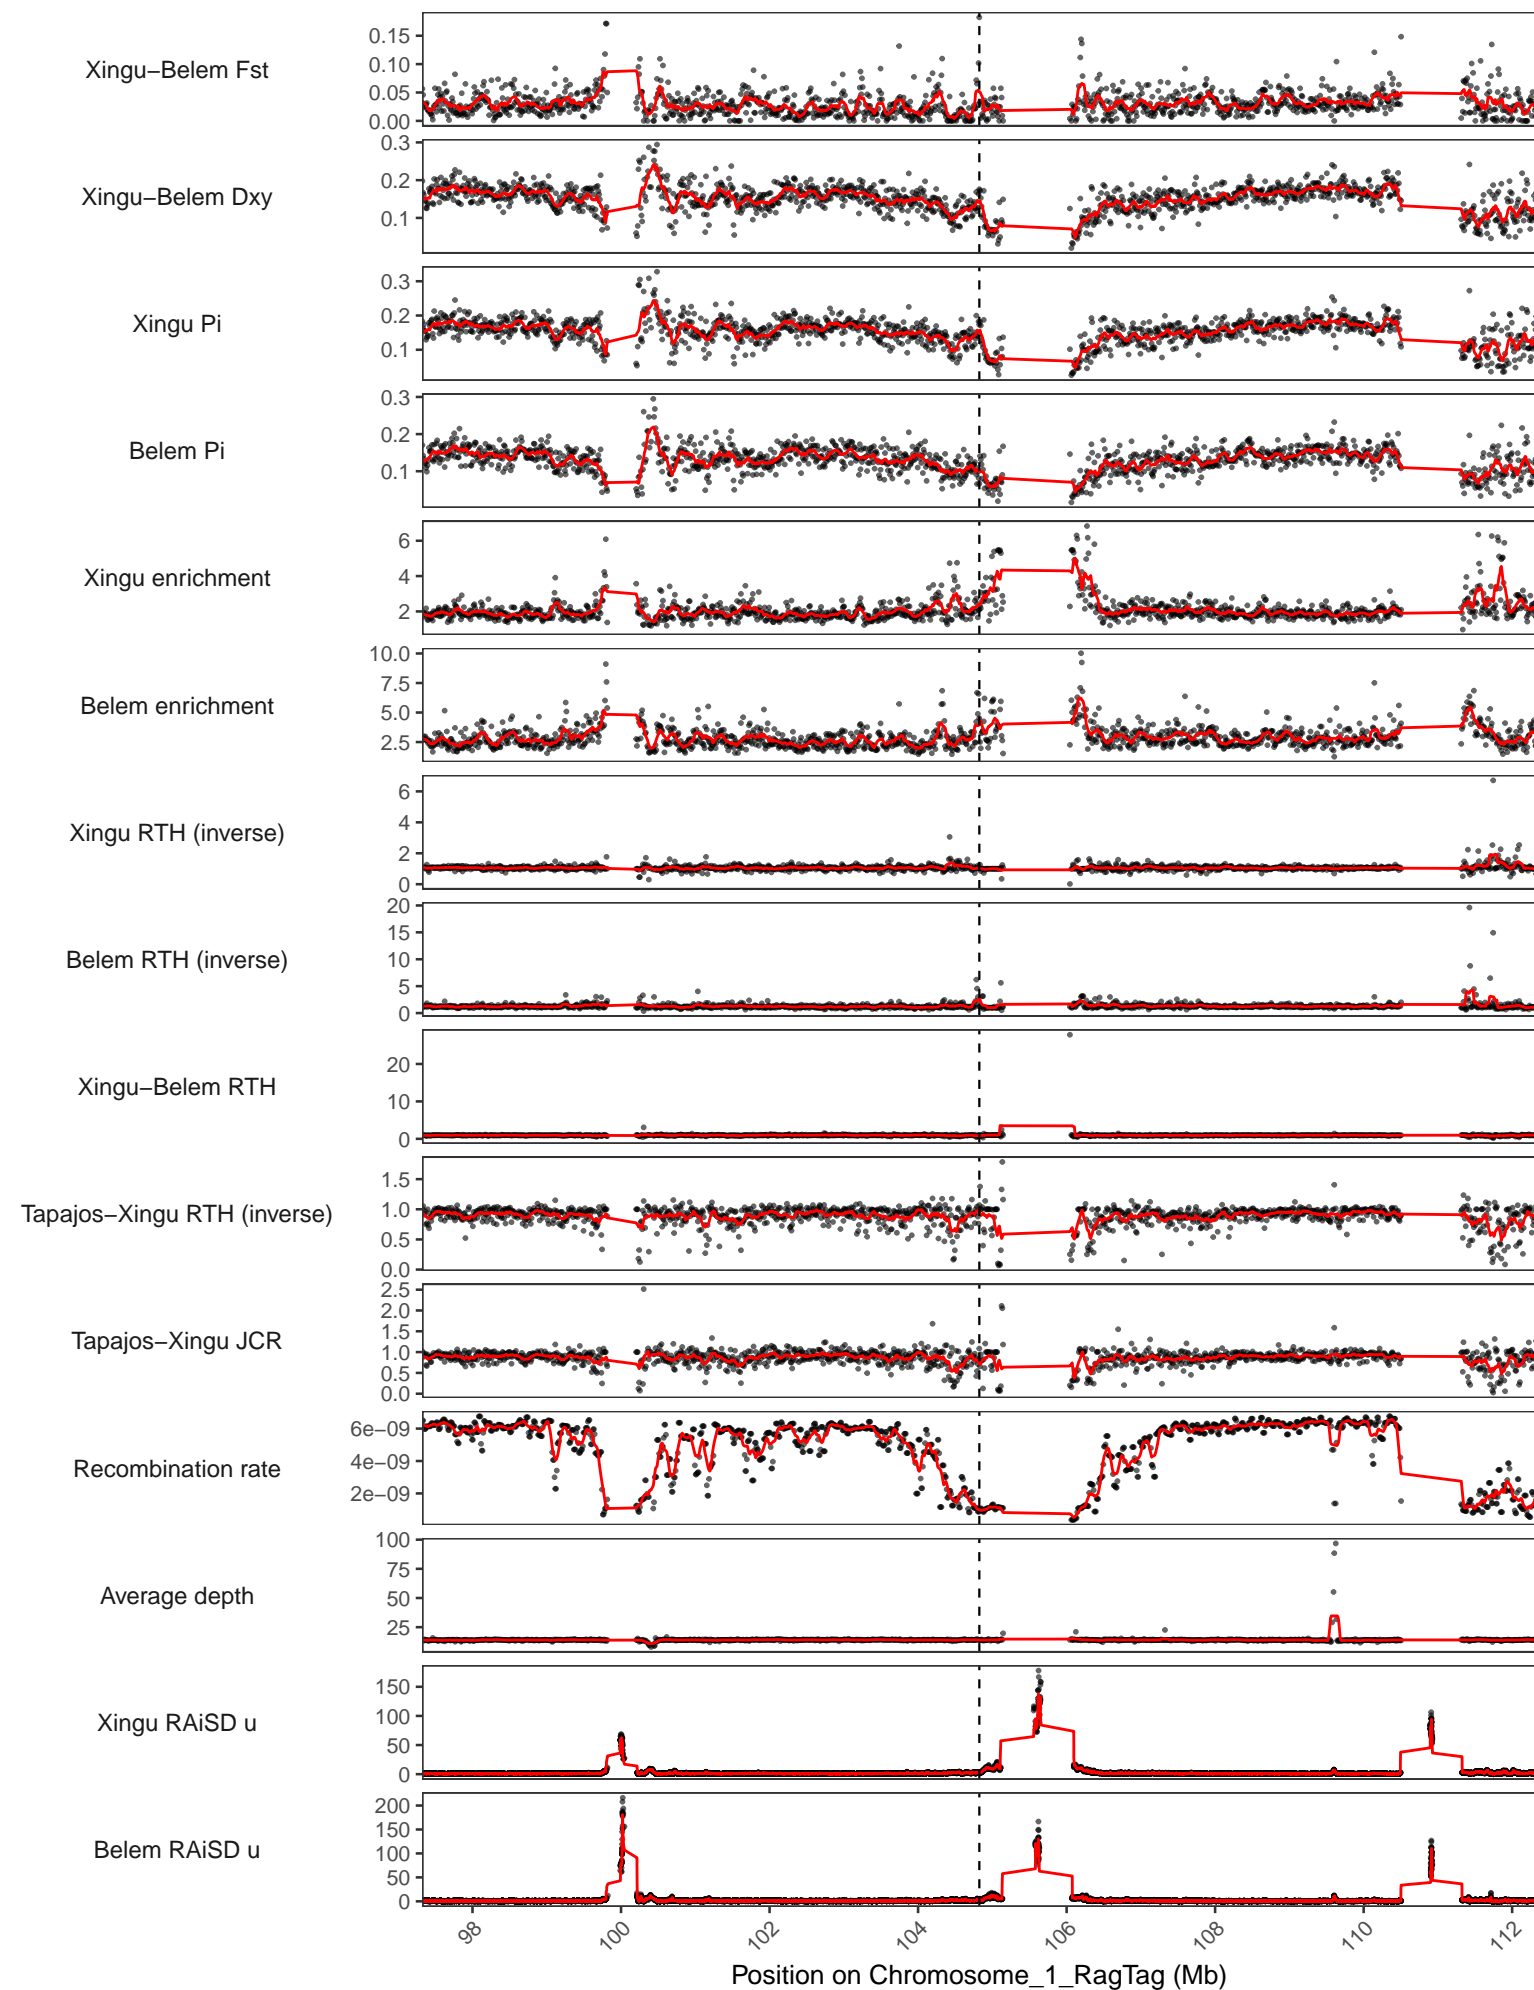 Xingu−Belem Fst
0.15
0.10
0.05
0.00
Xingu−Belem Dxy
0.3
0.2
0.1
Xingu Pi
0.3
0.2
0.1
Belem Pi
0.3
0.2
0.1
Xingu enrichment
6
4
2
Belem enrichment
10.0
7.5
5.0
2.5
Xingu RTH (inverse)
6
4
2
0
Belem RTH (inverse)
20
15
10
5
0
Xingu−Belem RTH
20
10
0
Tapajos−Xingu RTH (inverse)
1.5
1.0
0.5
0.0
Tapajos−Xingu JCR
2.5
2.0
1.5
1.0
0.5
0.0
Recombination rate
6e−09
4e−09
2e−09
Average depth
100
75
50
25
Xingu RAiSD u
150
100
50
0
Belem RAiSD u
200
150
100
50
0
98 100 102 104 106 108 110 112
Position on Chromosome_1_RagTag (Mb)